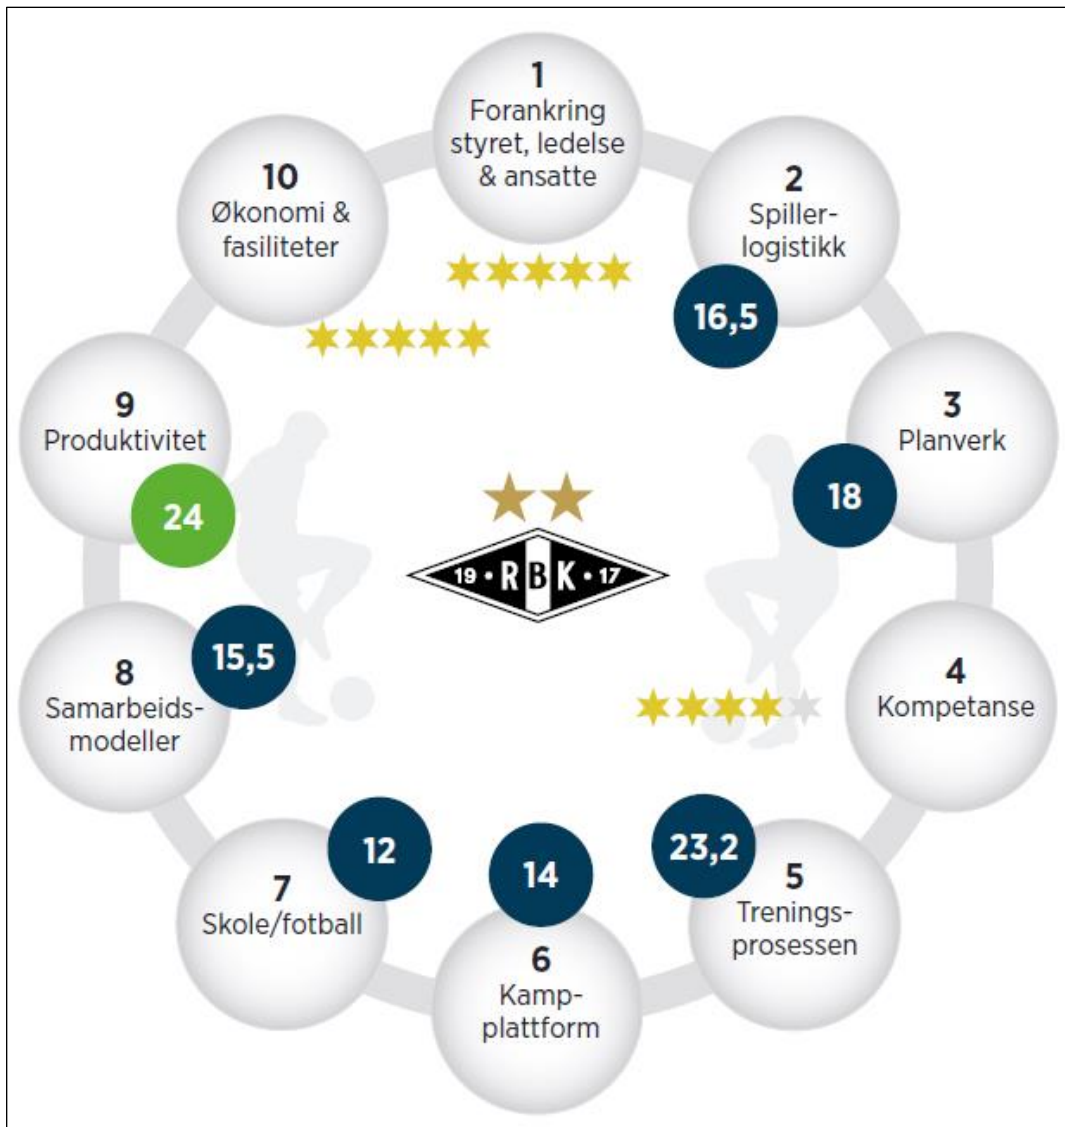 1
Forankring
styret, ledelse
& ansatte
2
Spiller-
logistikk
16,5
3
Planverk
18
4
Kompetanse
5
Trenings-
prosessen
23,2
6
Kamp-
plattform
14
7
Skole/fotball
12
8
Samarbeids-
modeller
15,5
9
Produktivitet
24
10
Økonomi &
fasiliteter
19 • RBK • 17